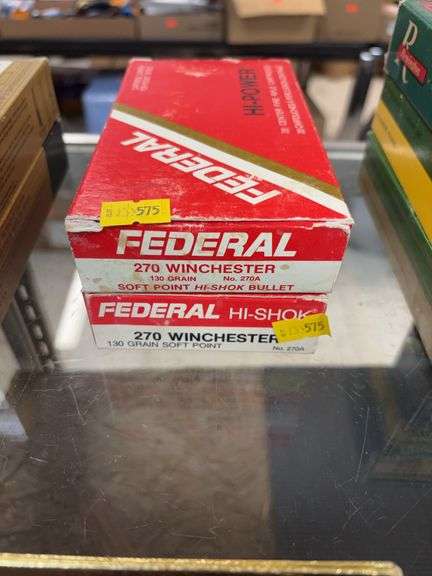 HI-POWER
FEDERAL
575
FEDERAL
270 WINCHESTER
130 GRAIN No. 270A
SOFT POINT HI-SHOK BULLET
FEDERAL HI-SHOK
575
270 WINCHESTER
130 GRAIN SOFT POINT No. 270A
R